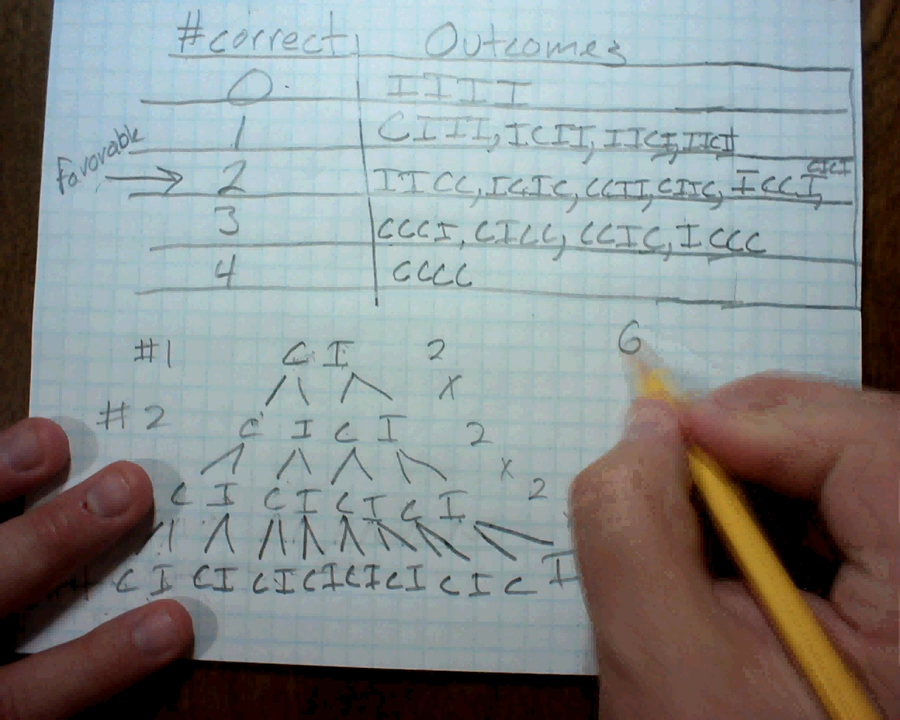 #correct Outcomes
0. IIII
1 CIII, ICII, IICI, IICI
favorable
CICI
2 IICC, ICIC, CCII, CIIC, ICCI,
3 CCCI, CICC, CCIC, ICCC
4 CCCC
#1 C I 2
x
#2 C I C I 2
x
C I C I C I C I 2
C I C I C I C I C I C I C I C I
6